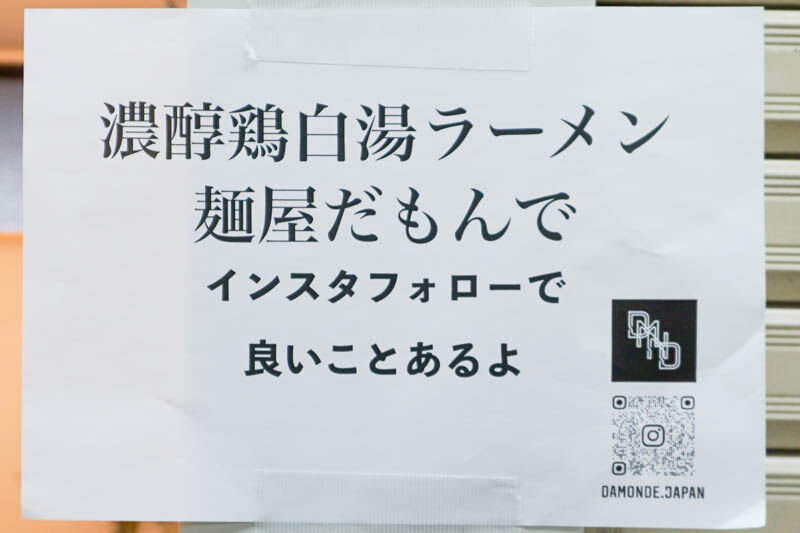 濃醇鶏白湯ラーメン
麺屋だもんで
インスタフォローで
良いことあるよ
DMND
DAMONDE.JAPAN